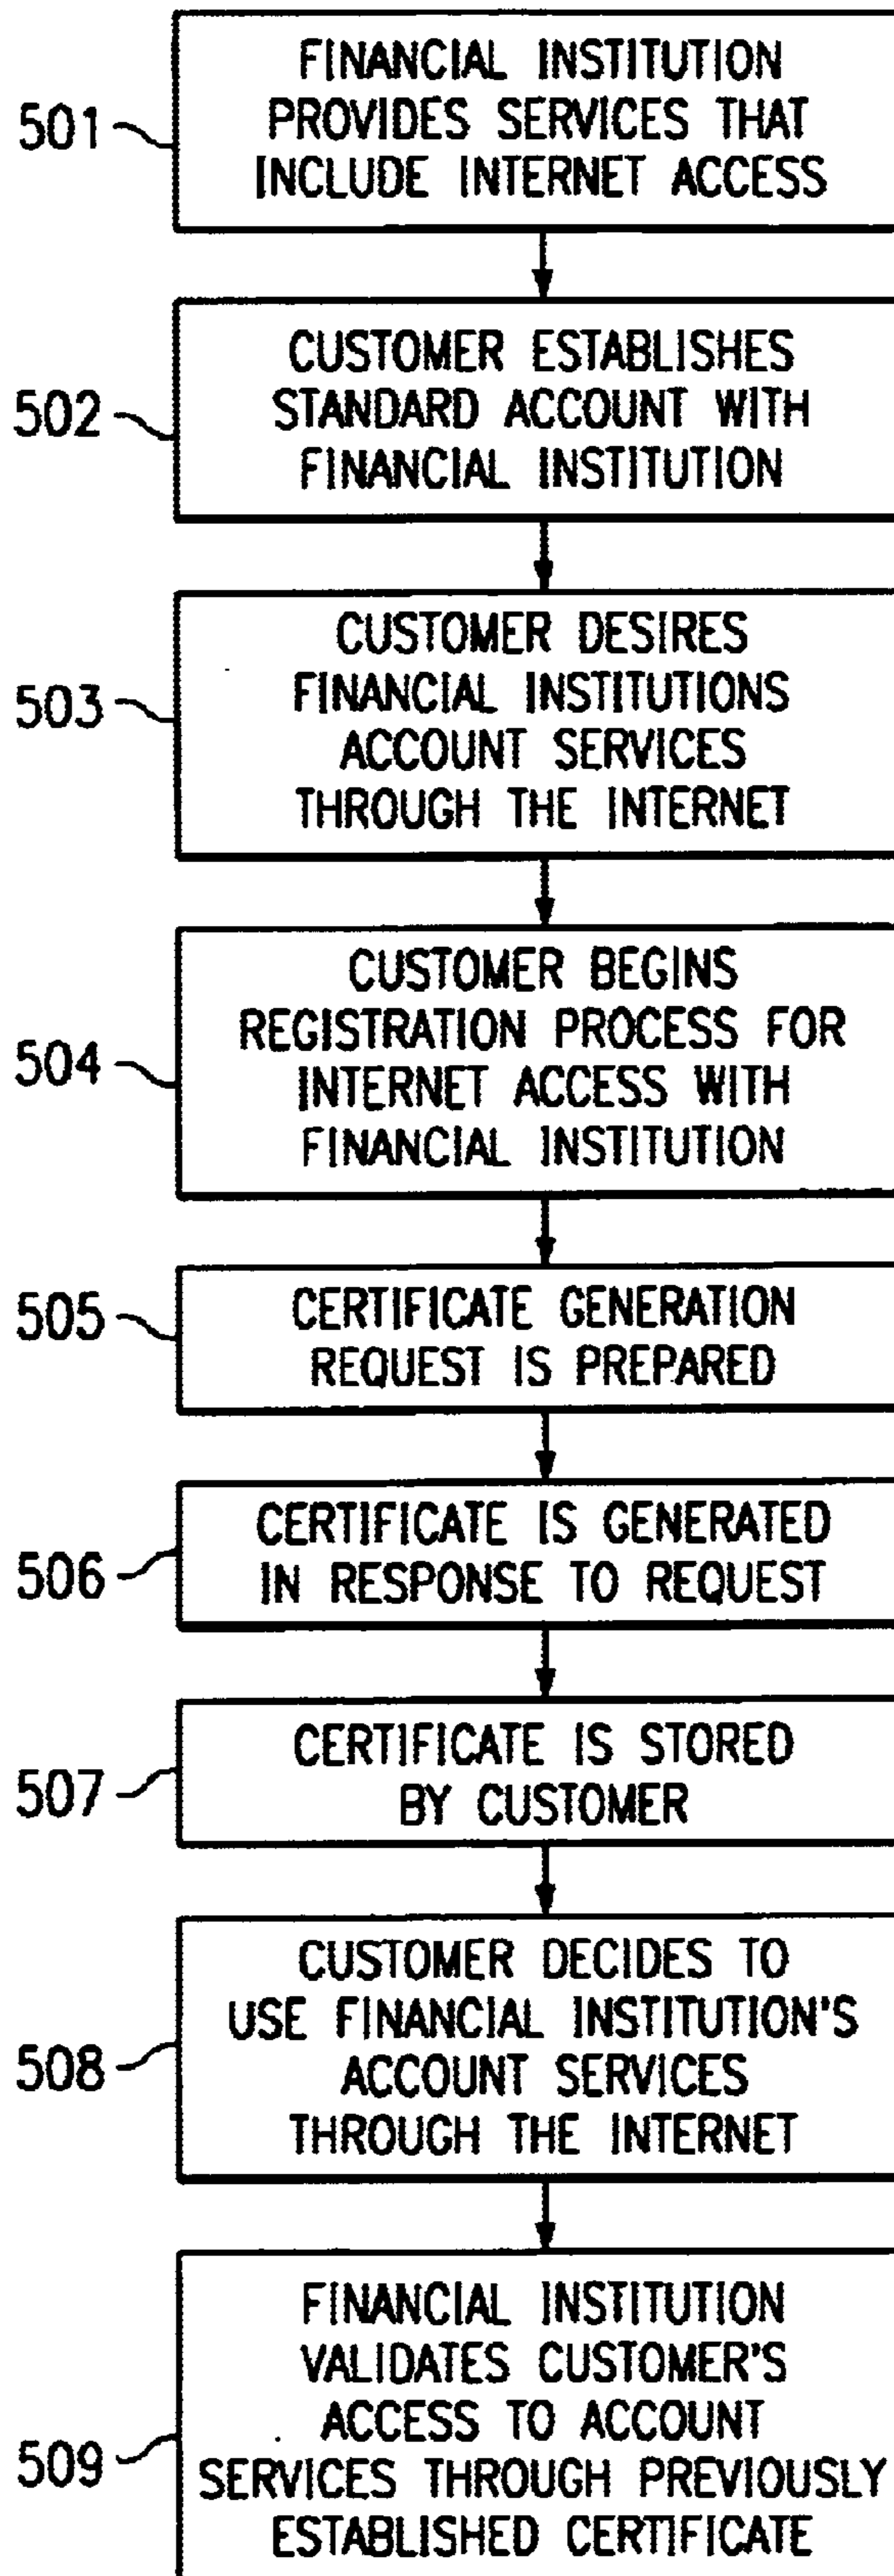 501
FINANCIAL INSTITUTION
PROVIDES SERVICES THAT
INCLUDE INTERNET ACCESS
502
CUSTOMER ESTABLISHES
STANDARD ACCOUNT WITH
FINANCIAL INSTITUTION
503
CUSTOMER DESIRES
FINANCIAL INSTITUTIONS
ACCOUNT SERVICES
THROUGH THE INTERNET
504
CUSTOMER BEGINS
REGISTRATION PROCESS FOR
INTERNET ACCESS WITH
FINANCIAL INSTITUTION
505
CERTIFICATE GENERATION
REQUEST IS PREPARED
506
CERTIFICATE IS GENERATED
IN RESPONSE TO REQUEST
507
CERTIFICATE IS STORED
BY CUSTOMER
508
CUSTOMER DECIDES TO
USE FINANCIAL INSTITUTION'S
ACCOUNT SERVICES
THROUGH THE INTERNET
509
FINANCIAL INSTITUTION
VALIDATES CUSTOMER'S
ACCESS TO ACCOUNT
SERVICES THROUGH PREVIOUSLY
ESTABLISHED CERTIFICATE